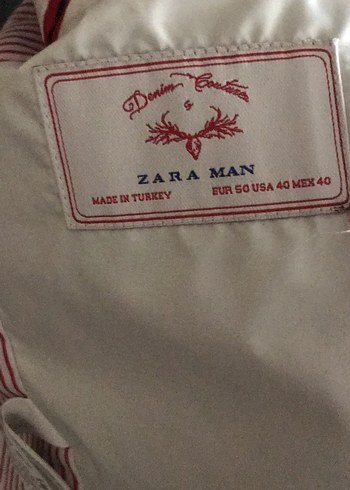 Denim Couture
&
ZARA MAN
MADE IN TURKEY EUR 50 USA 40 MEX 40